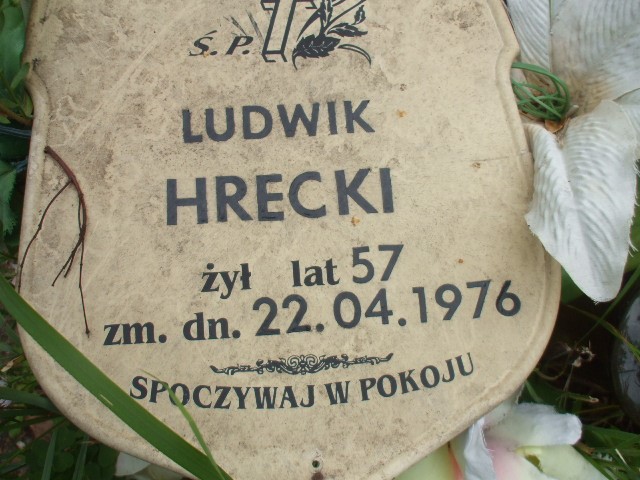 Ś. P.
LUDWIK
HRECKI
żył lat 57
zm. dn. 22.04.1976
SPOCZYWAJ W POKOJU